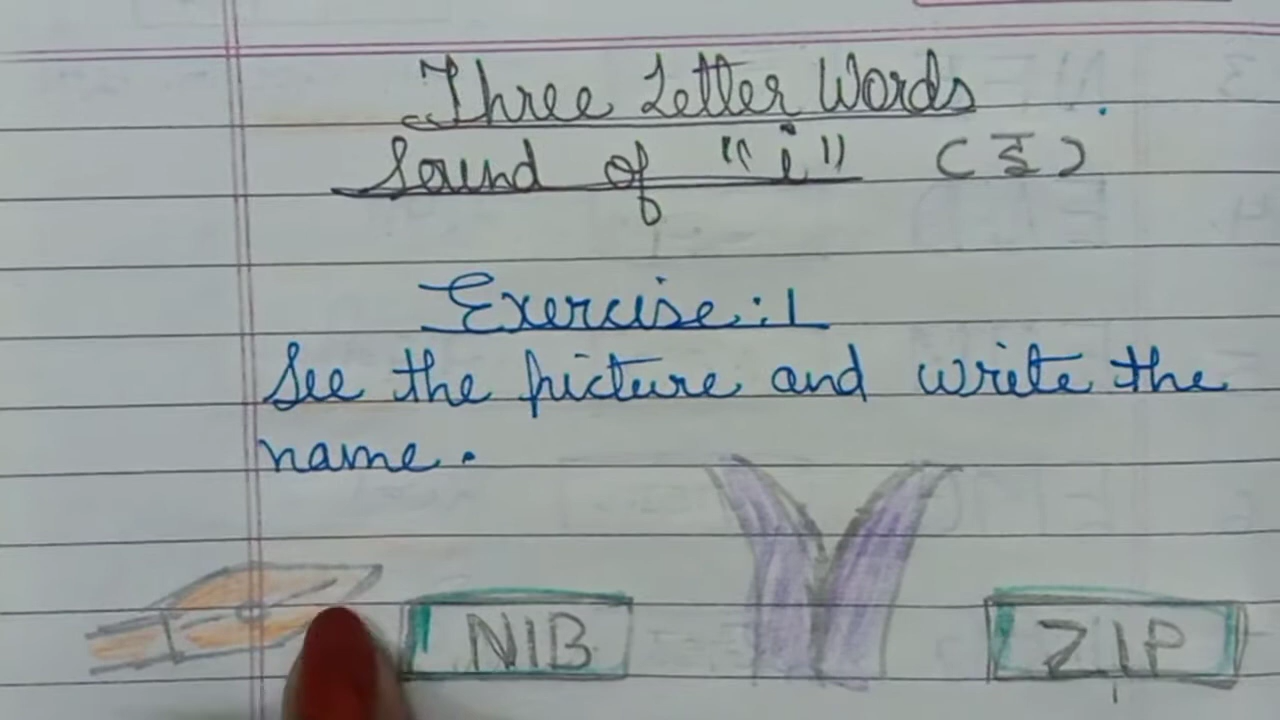 Three Letter Words
Sound of "i" (इ)
Exercise:1
See the picture and write the
name.
NIB ZIP